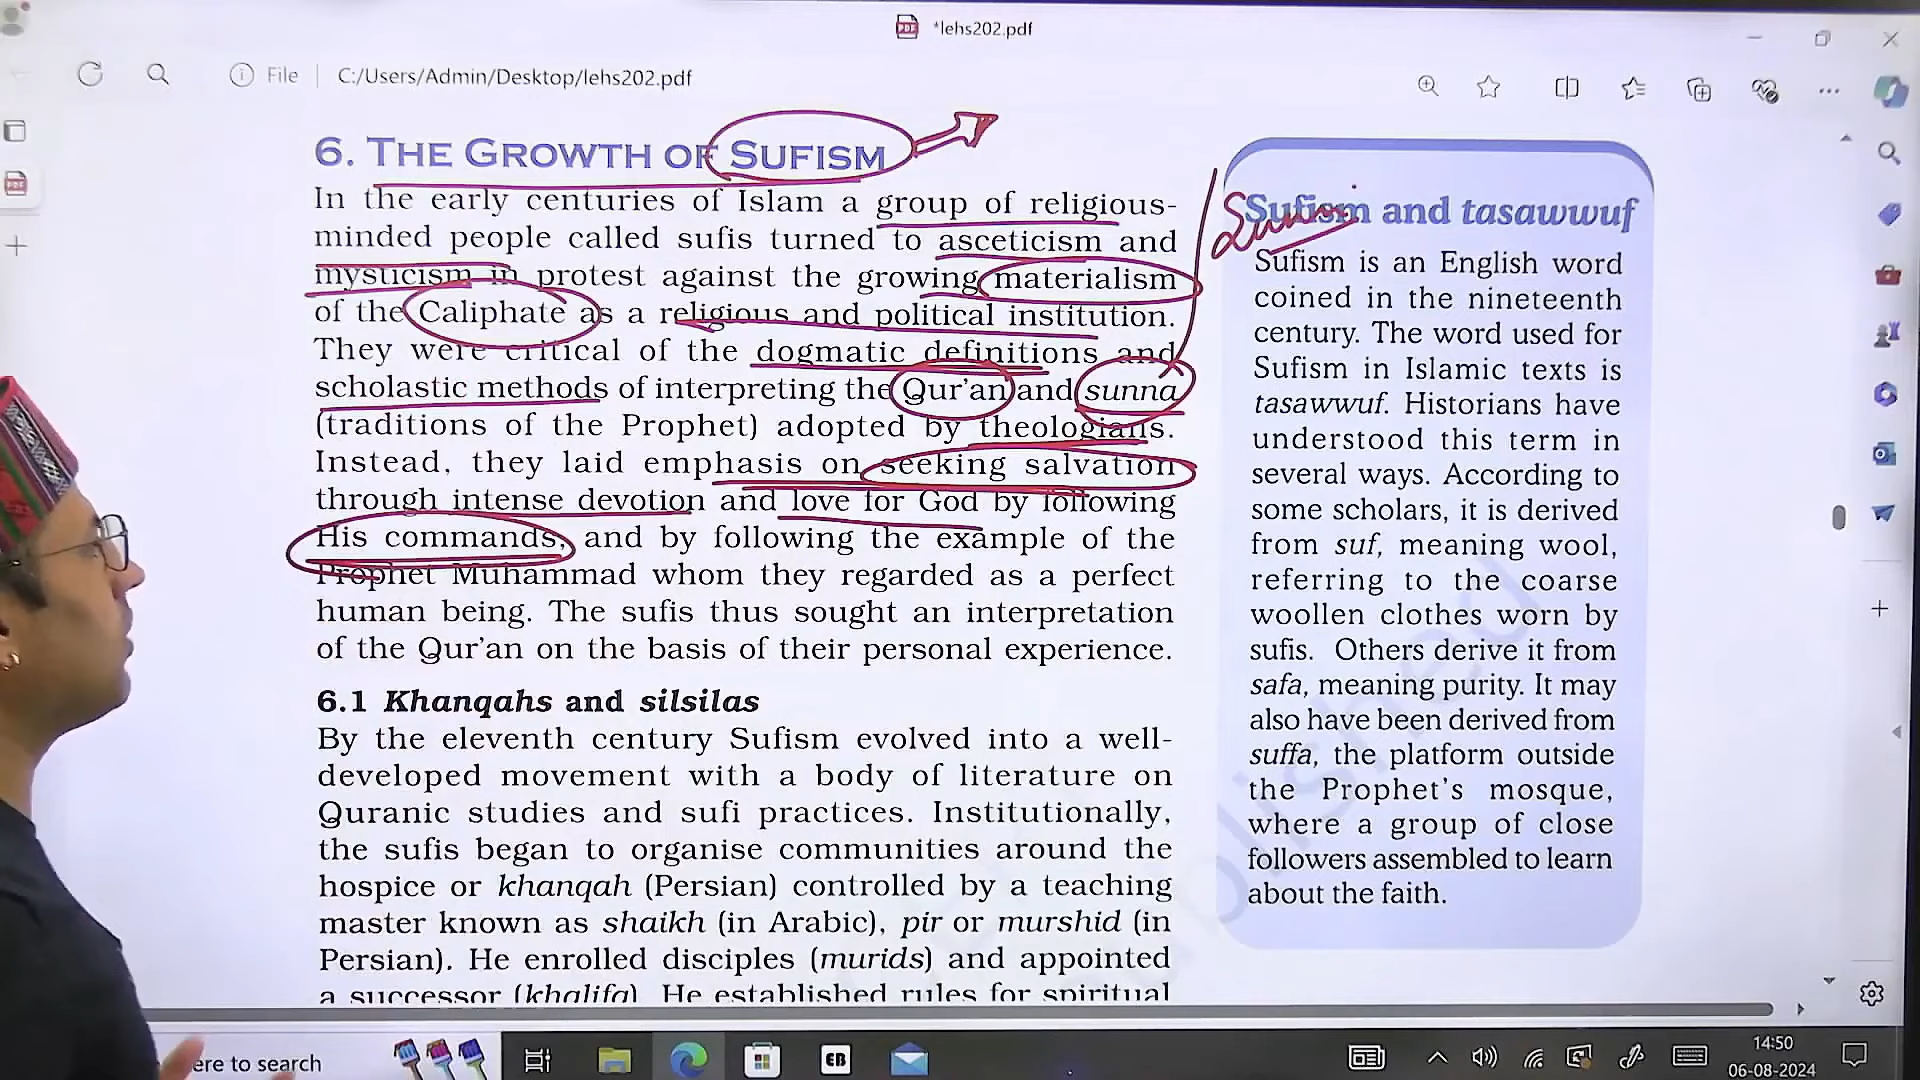 *lehs202.pdf
File
C:/Users/Admin/Desktop/lehs202.pdf
6. THE GROWTH OF SUFISM
In the early centuries of Islam a group of religious-
minded people called sufis turned to asceticism and
mysticism in protest against the growing materialism
of the Caliphate as a religious and political institution.
They were critical of the dogmatic definitions and
scholastic methods of interpreting the Qur'an and sunna
(traditions of the Prophet) adopted by theologians.
Instead, they laid emphasis on seeking salvation
through intense devotion and love for God by following
His commands, and by following the example of the
Prophet Muhammad whom they regarded as a perfect
human being. The sufis thus sought an interpretation
of the Qur'an on the basis of their personal experience.
6.1 Khanqahs and silsilas
By the eleventh century Sufism evolved into a well-
developed movement with a body of literature on
Quranic studies and sufi practices. Institutionally,
the sufis began to organise communities around the
hospice or khanqah (Persian) controlled by a teaching
master known as shaikh (in Arabic), pir or murshid (in
Persian). He enrolled disciples (murids) and appointed
a successor (khalifa). He established rules for spiritual
Sufism and tasawwuf
Sufism is an English word
coined in the nineteenth
century. The word used for
Sufism in Islamic texts is
tasawwuf. Historians have
understood this term in
several ways. According to
some scholars, it is derived
from suf, meaning wool,
referring to the coarse
woollen clothes worn by
sufis. Others derive it from
safa, meaning purity. It may
also have been derived from
suffa, the platform outside
the Prophet's mosque,
where a group of close
followers assembled to learn
about the faith.
ere to search
EB
14:50
06-08-2024